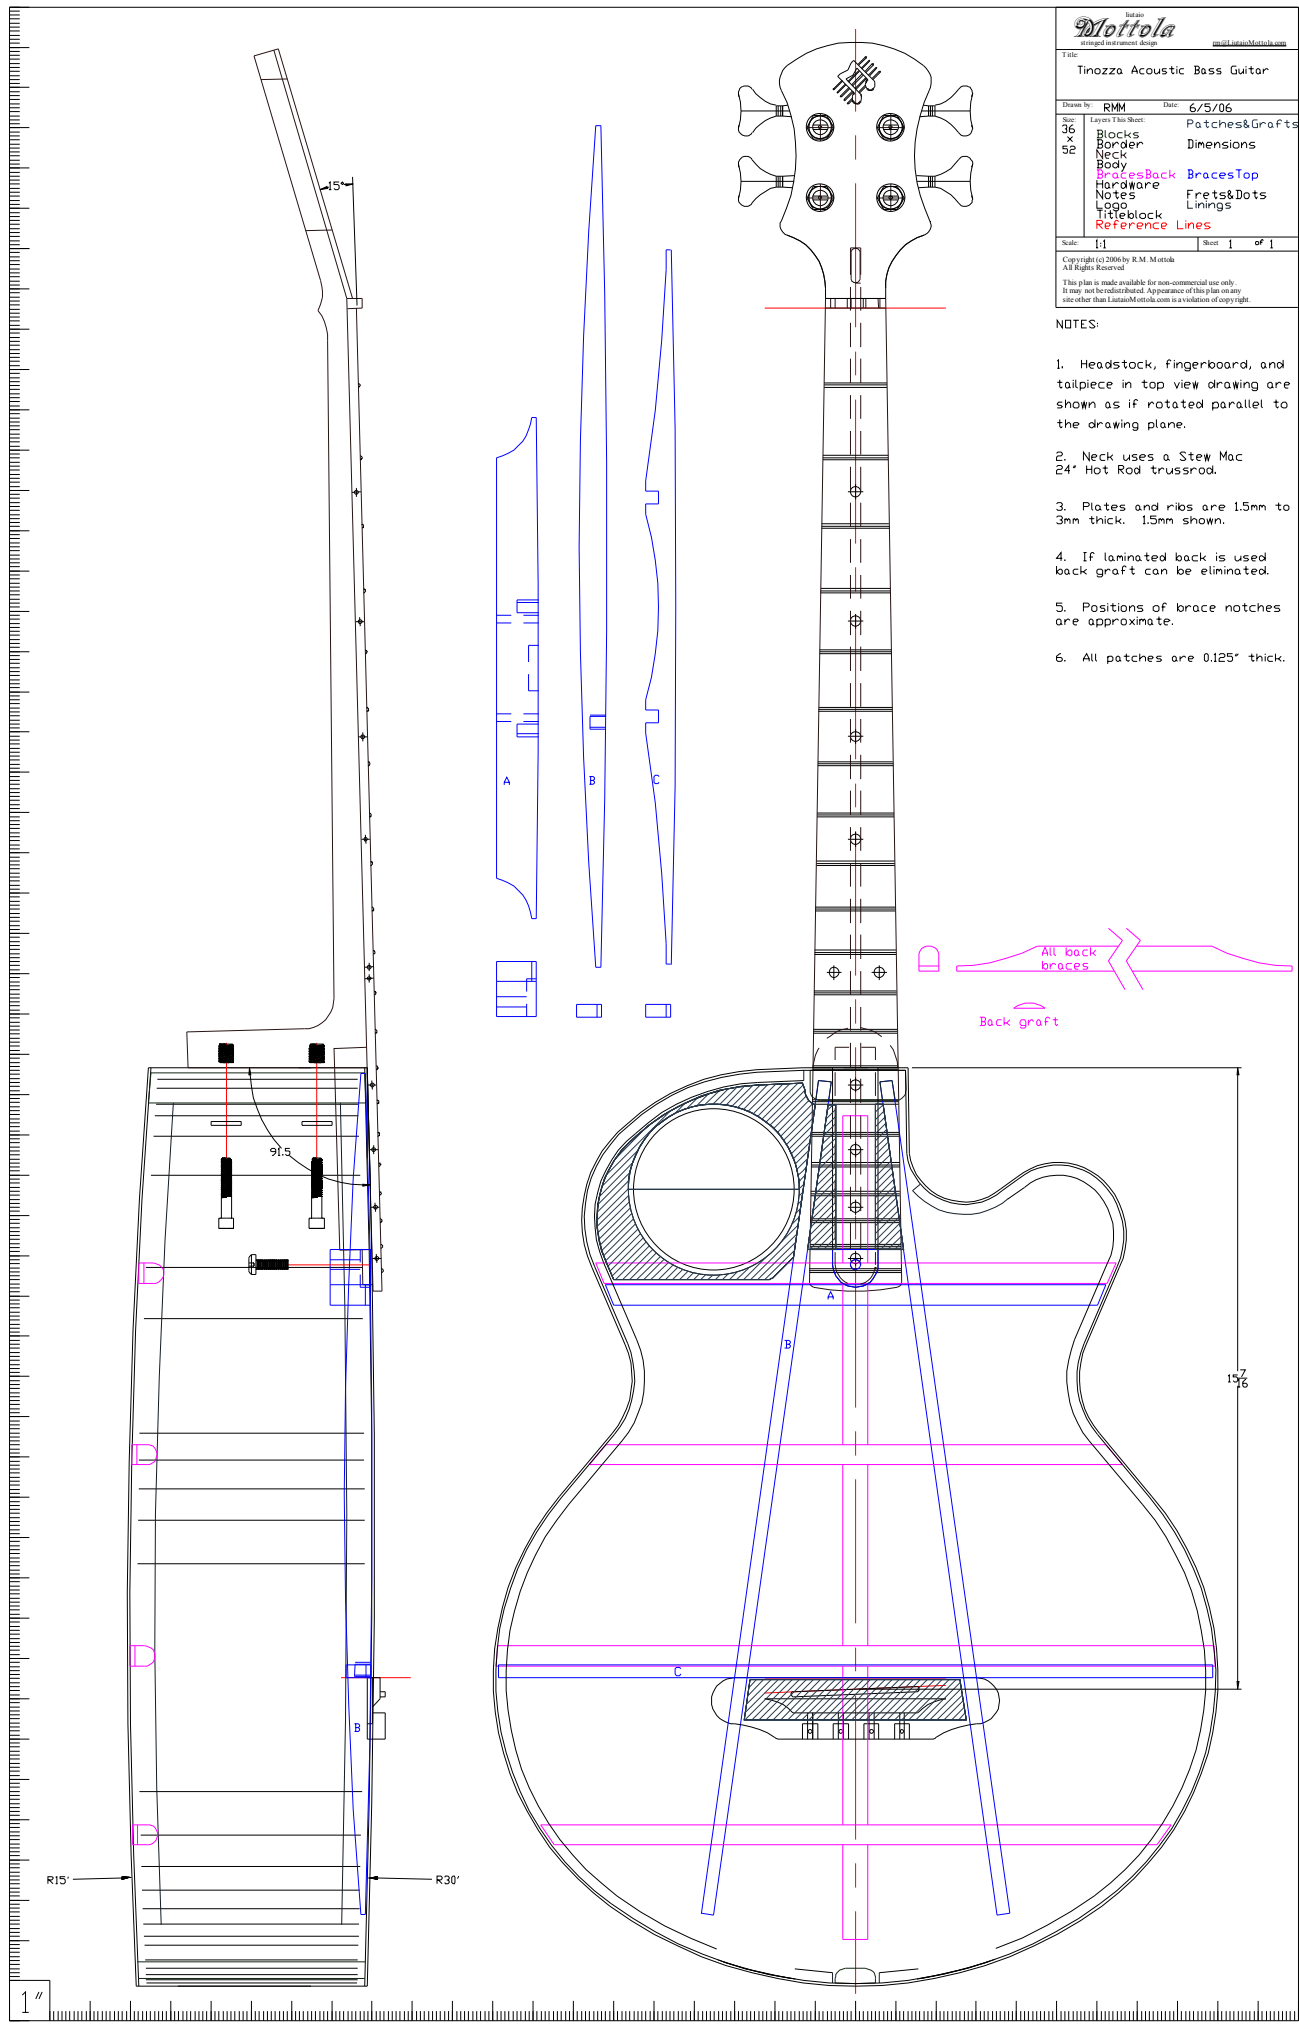 liutaio
Mottola
stringed instrument design
rm@LiutaioMottola.com
Title:
Tinozza Acoustic Bass Guitar
Drawn by: RMM Date: 6/5/06
Size:
36
x
52
Layers This Sheet:
Patches&Grafts
Blocks
Border Dimensions
Neck
Body
BracesBack BracesTop
Hardware
Notes Frets&Dots
Logo Linings
Titleblock
Reference Lines
Scale: 1:1 Sheet 1 of 1
Copyright (c) 2006 by R.M. Mottola
All Rights Reserved
This plan is made available for non-commercial use only.
It may not be redistributed. Appearance of this plan on any
site other than LiutaioMottola.com is a violation of copyright.
NOTES:
1. Headstock, fingerboard, and
tailpiece in top view drawing are
shown as if rotated parallel to
the drawing plane.
2. Neck uses a Stew Mac
24" Hot Rod trussrod.
3. Plates and ribs are 1.5mm to
3mm thick. 1.5mm shown.
4. If laminated back is used
back graft can be eliminated.
5. Positions of brace notches
are approximate.
6. All patches are 0.125" thick.
15°
A
B
C
All back
braces
Back graft
91.5
A
B
15 7/16
C
B
R15'
R30'
1"